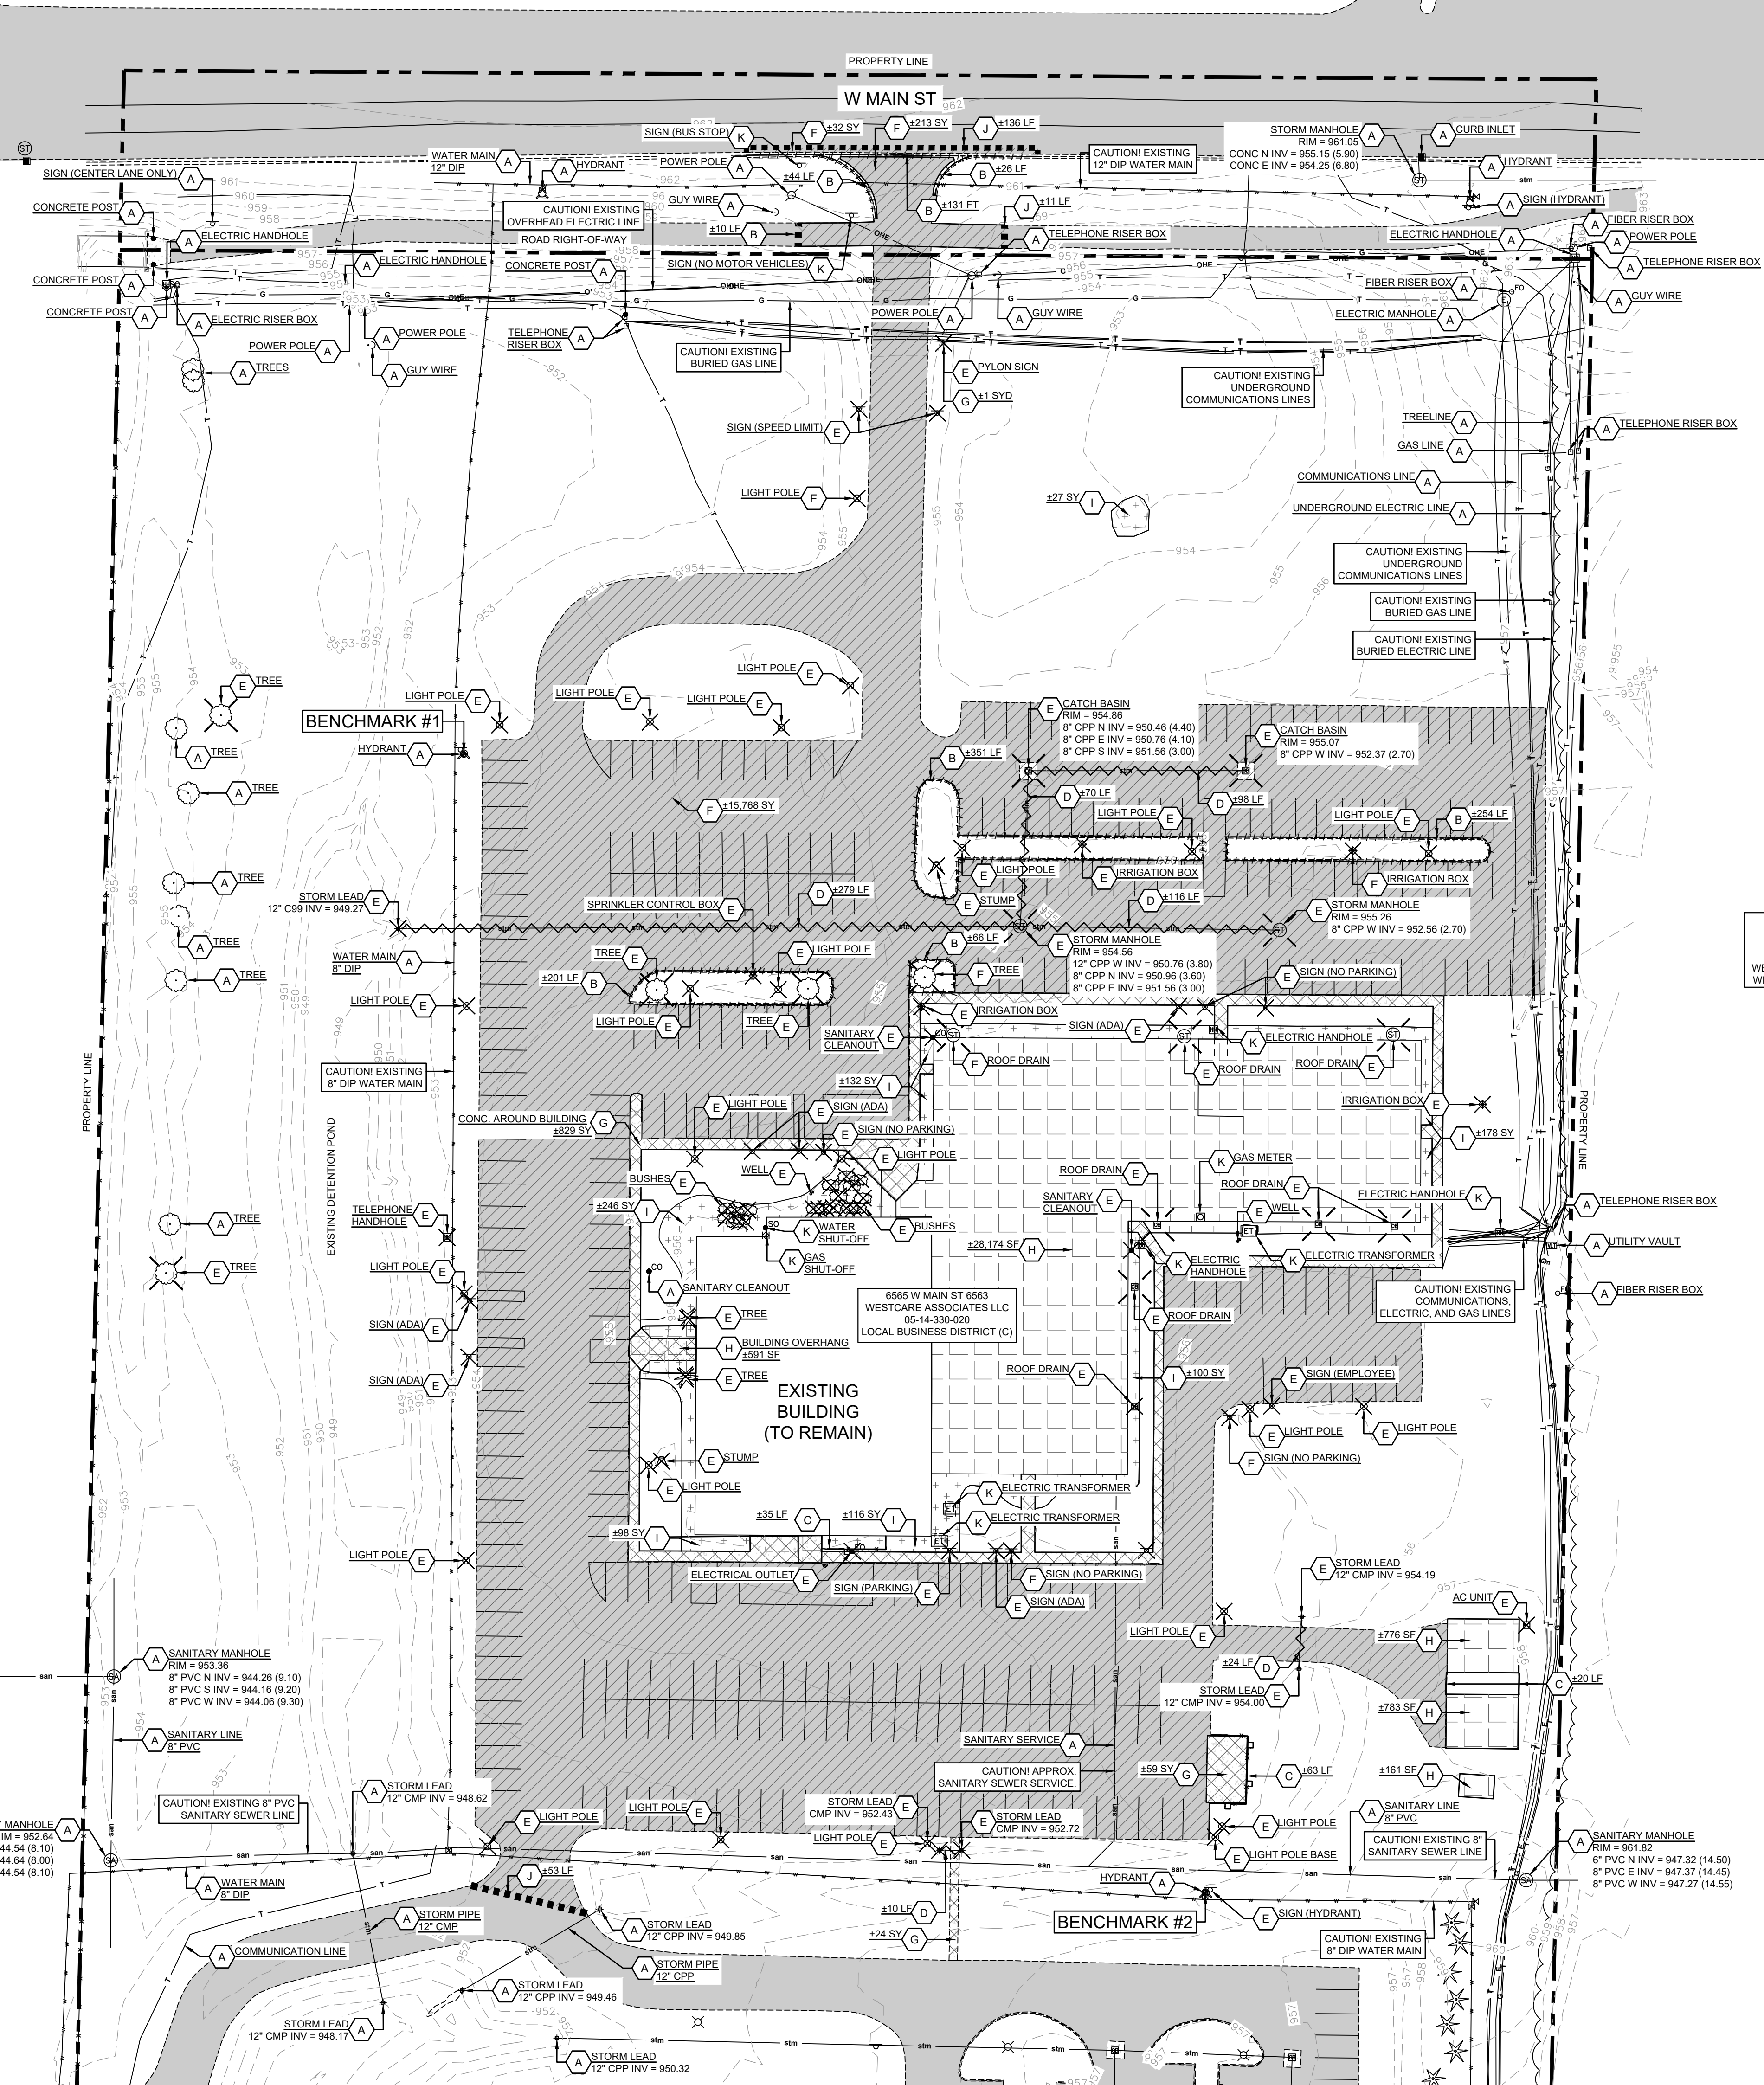 PROPERTY LINE
W MAIN ST
962
SIGN (BUS STOP) K
F ±32 SY
F ±213 SY
J ±136 LF
STORM MANHOLE A
RIM = 961.05
CONC N INV = 955.15 (5.90)
CONC E INV = 954.25 (6.80)
A CURB INLET
ST
WATER MAIN A
12" DIP
A HYDRANT
POWER POLE A
±44 LF B
B ±26 LF
CAUTION! EXISTING
12" DIP WATER MAIN
A HYDRANT
SIGN (CENTER LANE ONLY) A
A SIGN (HYDRANT)
CONCRETE POST A
CAUTION! EXISTING
OVERHEAD ELECTRIC LINE
GUY WIRE A
B ±131 FT
J ±11 LF
A FIBER RISER BOX
A ELECTRIC HANDHOLE
ROAD RIGHT-OF-WAY
±10 LF B
A TELEPHONE RISER BOX
ELECTRIC HANDHOLE A
A POWER POLE
A ELECTRIC HANDHOLE
CONCRETE POST A
SIGN (NO MOTOR VEHICLES) K
A TELEPHONE RISER BOX
CONCRETE POST A
FIBER RISER BOX A
A GUY WIRE
CONCRETE POST A
A ELECTRIC RISER BOX
POWER POLE A
A GUY WIRE
ELECTRIC MANHOLE A
POWER POLE A
A POWER POLE
TELEPHONE A
RISER BOX
CAUTION! EXISTING
BURIED GAS LINE
A TREES
A GUY WIRE
E PYLON SIGN
G ±1 SYD
CAUTION! EXISTING
UNDERGROUND
COMMUNICATIONS LINES
SIGN (SPEED LIMIT) E
TREELINE A
A TELEPHONE RISER BOX
GAS LINE A
COMMUNICATIONS LINE A
LIGHT POLE E
±27 SY I
UNDERGROUND ELECTRIC LINE A
CAUTION! EXISTING
UNDERGROUND
COMMUNICATIONS LINES
CAUTION! EXISTING
BURIED GAS LINE
CAUTION! EXISTING
BURIED ELECTRIC LINE
E TREE
LIGHT POLE E
LIGHT POLE E
LIGHT POLE E
LIGHT POLE E
BENCHMARK #1
HYDRANT A
A TREE
E CATCH BASIN
RIM = 954.86
8" CPP N INV = 950.46 (4.40)
8" CPP E INV = 950.76 (4.10)
8" CPP S INV = 951.56 (3.00)
E CATCH BASIN
RIM = 955.07
8" CPP W INV = 952.37 (2.70)
B ±351 LF
A TREE
F ±15,768 SY
D ±70 LF
D ±98 LF
LIGHT POLE E
LIGHT POLE E
B ±254 LF
A TREE
E LIGHT POLE
E IRRIGATION BOX
E IRRIGATION BOX
STORM LEAD E
12" C99 INV = 949.27
SPRINKLER CONTROL BOX E
D ±279 LF
E STUMP
D ±116 LF
E STORM MANHOLE
RIM = 955.26
8" CPP W INV = 952.56 (2.70)
A TREE
WATER MAIN A
8" DIP
TREE E
E LIGHT POLE
B ±66 LF
E STORM MANHOLE
RIM = 954.56
12" CPP W INV = 950.76 (3.80)
8" CPP N INV = 950.96 (3.60)
8" CPP E INV = 951.56 (3.00)
A TREE
±201 LF B
E TREE
E SIGN (NO PARKING)
LIGHT POLE E
LIGHT POLE E
TREE E
E IRRIGATION BOX
SIGN (ADA) E
SANITARY E
CLEANOUT
K ELECTRIC HANDHOLE
E ROOF DRAIN
E ROOF DRAIN
ROOF DRAIN E
PROPERTY LINE
CAUTION! EXISTING
8" DIP WATER MAIN
±132 SY I
E LIGHT POLE
E SIGN (ADA)
IRRIGATION BOX E
PROPERTY LINE
CONC. AROUND BUILDING G
±829 SY
E SIGN (NO PARKING)
I ±178 SY
EXISTING DETENTION POND
E LIGHT POLE
WELL E
BUSHES E
ROOF DRAIN E
K GAS METER
ROOF DRAIN E
SANITARY E
CLEANOUT
ELECTRIC HANDHOLE K
A TELEPHONE RISER BOX
TELEPHONE E
HANDHOLE
A TREE
±246 SY I
K WATER
SHUT-OFF
E BUSHES
E WELL
K GAS
SHUT-OFF
±28,174 SF H
K ELECTRIC
HANDHOLE
K ELECTRIC TRANSFORMER
A UTILITY VAULT
LIGHT POLE E
E TREE
A SANITARY CLEANOUT
CAUTION! EXISTING
COMMUNICATIONS,
ELECTRIC, AND GAS LINES
A FIBER RISER BOX
6565 W MAIN ST 6563
WESTCARE ASSOCIATES LLC
05-14-330-020
LOCAL BUSINESS DISTRICT (C)
SIGN (ADA) E
E TREE
E ROOF DRAIN
H BUILDING OVERHANG
±591 SF
SIGN (ADA) E
E TREE
ROOF DRAIN E
I ±100 SY
E SIGN (EMPLOYEE)
EXISTING
BUILDING
(TO REMAIN)
E LIGHT POLE
E LIGHT POLE
E STUMP
E SIGN (NO PARKING)
E LIGHT POLE
K ELECTRIC TRANSFORMER
±35 LF C
±116 SY I
K ELECTRIC TRANSFORMER
±98 SY I
LIGHT POLE E
ELECTRICAL OUTLET E
SIGN (PARKING) E
E SIGN (NO PARKING)
E SIGN (ADA)
E STORM LEAD
12" CMP INV = 954.19
AC UNIT E
LIGHT POLE E
±776 SF H
A SANITARY MANHOLE
RIM = 953.36
8" PVC N INV = 944.26 (9.10)
8" PVC S INV = 944.16 (9.20)
8" PVC W INV = 944.06 (9.30)
±24 LF D
STORM LEAD E
12" CMP INV = 954.00
C ±20 LF
±783 SF H
A SANITARY LINE
8" PVC
SANITARY SERVICE A
CAUTION! APPROX.
SANITARY SEWER SERVICE.
±59 SY G
C ±63 LF
±161 SF H
CAUTION! EXISTING 8" PVC
SANITARY SEWER LINE
A STORM LEAD
12" CMP INV = 948.62
E LIGHT POLE
LIGHT POLE E
STORM LEAD E
CMP INV = 952.43
E STORM LEAD
CMP INV = 952.72
A SANITARY LINE
8" PVC
Y MANHOLE A
IM = 952.64
44.54 (8.10)
44.64 (8.00)
44.54 (8.10)
LIGHT POLE E
E LIGHT POLE
E LIGHT POLE BASE
CAUTION! EXISTING 8"
SANITARY SEWER LINE
A SANITARY MANHOLE
RIM = 961.82
6" PVC N INV = 947.32 (14.50)
8" PVC E INV = 947.37 (14.45)
8" PVC W INV = 947.27 (14.55)
A WATER MAIN
8" DIP
J ±53 LF
HYDRANT A
BENCHMARK #2
E SIGN (HYDRANT)
±10 LF D
A STORM PIPE
12" CMP
A STORM LEAD
12" CPP INV = 949.85
±24 SY G
CAUTION! EXISTING
8" DIP WATER MAIN
A COMMUNICATION LINE
A STORM PIPE
12" CPP
A STORM LEAD
12" CPP INV = 949.46
STORM LEAD A
12" CMP INV = 948.17
A STORM LEAD
12" CPP INV = 950.32